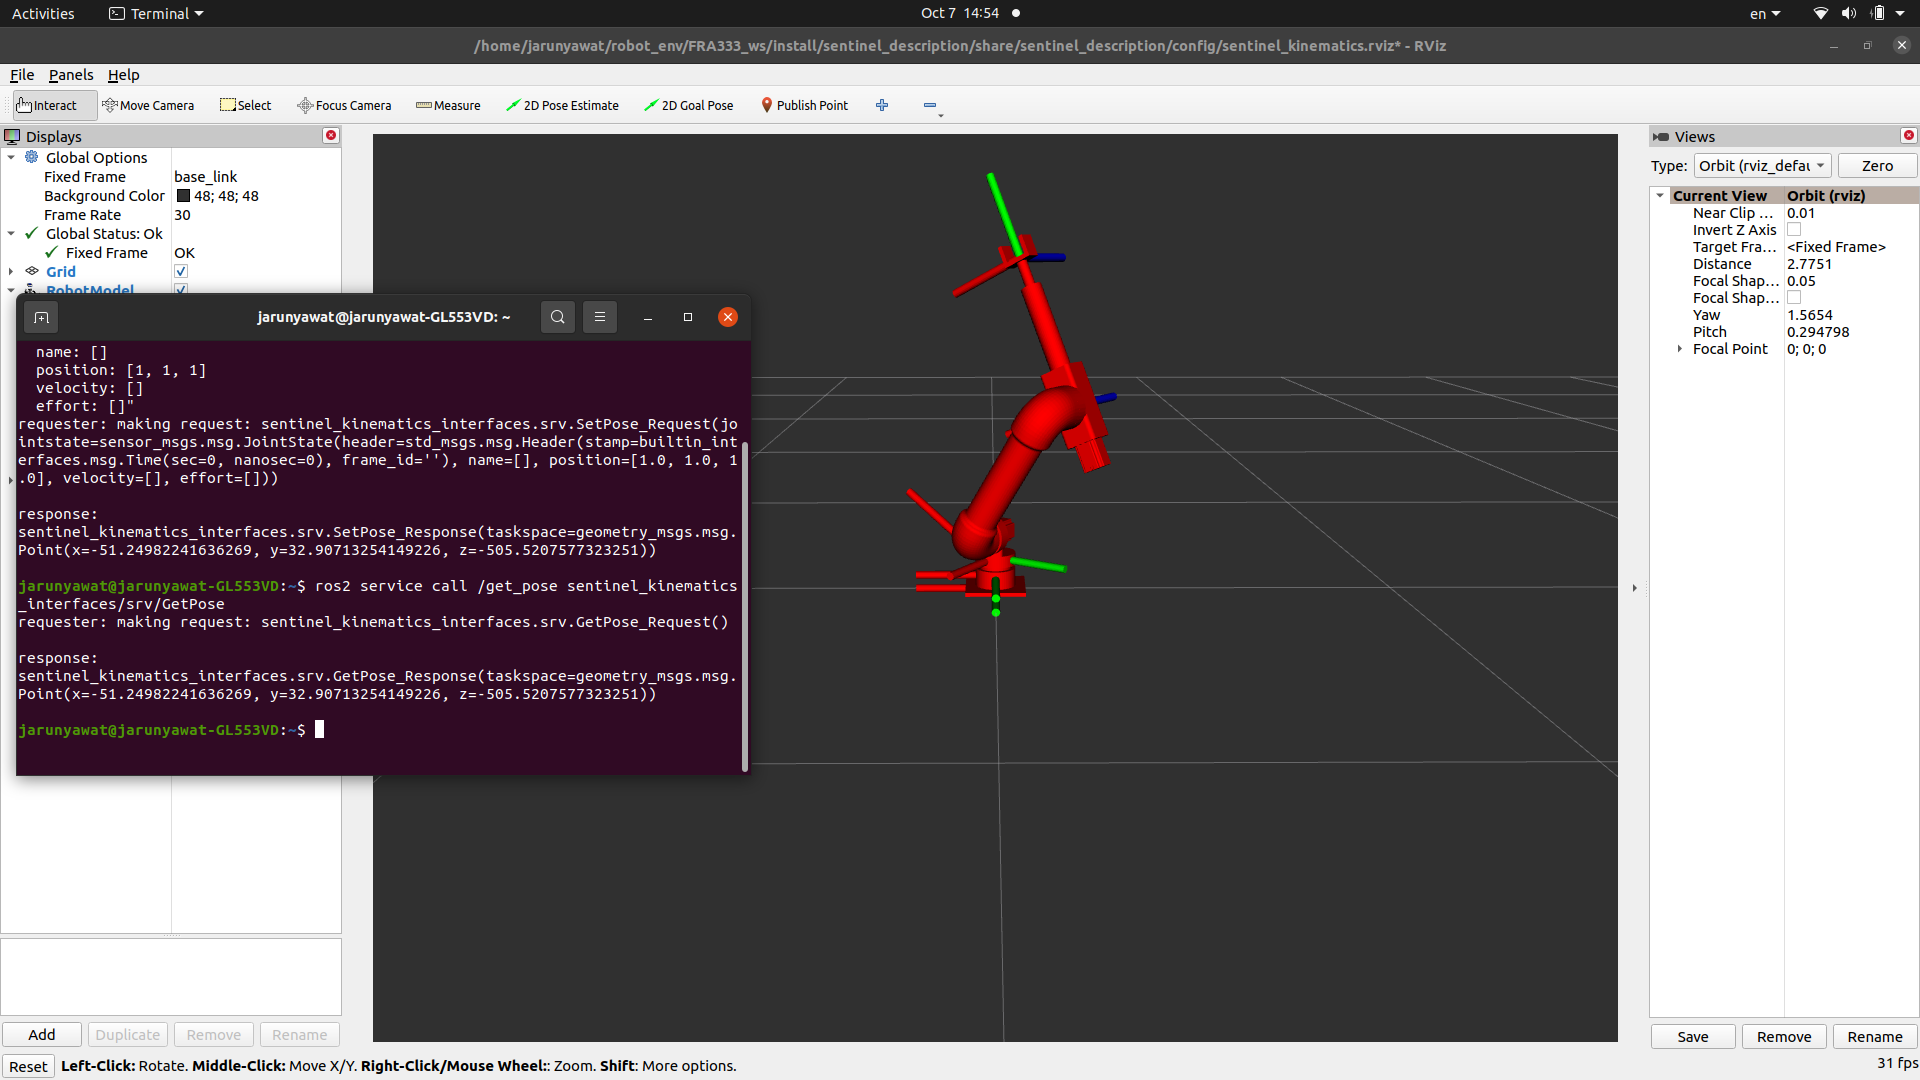 Activities Terminal Oct 7 14:54 en
/home/jarunyawat/robot_env/FRA333_ws/install/sentinel_description/share/sentinel_description/config/sentinel_kinematics.rviz* - RViz
File Panels Help
Interact Move Camera Select Focus Camera Measure 2D Pose Estimate 2D Goal Pose Publish Point
Displays
Global Options
Fixed Frame base_link
Background Color 48; 48; 48
Frame Rate 30
Global Status: Ok
Fixed Frame OK
Grid
RobotModel
jarunyawat@jarunyawat-GL553VD: ~
name: []
position: [1, 1, 1]
velocity: []
effort: []"
requester: making request: sentinel_kinematics_interfaces.srv.SetPose_Request(jo
intstate=sensor_msgs.msg.JointState(header=std_msgs.msg.Header(stamp=builtin_int
erfaces.msg.Time(sec=0, nanosec=0), frame_id=''), name=[], position=[1.0, 1.0, 1
.0], velocity=[], effort=[]))
response:
sentinel_kinematics_interfaces.srv.SetPose_Response(taskspace=geometry_msgs.msg.
Point(x=-51.24982241636269, y=32.90713254149226, z=-505.5207577323251))
jarunyawat@jarunyawat-GL553VD:~$ ros2 service call /get_pose sentinel_kinematics
_interfaces/srv/GetPose
requester: making request: sentinel_kinematics_interfaces.srv.GetPose_Request()
response:
sentinel_kinematics_interfaces.srv.GetPose_Response(taskspace=geometry_msgs.msg.
Point(x=-51.24982241636269, y=32.90713254149226, z=-505.5207577323251))
jarunyawat@jarunyawat-GL553VD:~$
Add Duplicate Remove Rename
Views
Type: Orbit (rviz_defau Zero
Current View Orbit (rviz)
Near Clip ... 0.01
Invert Z Axis
Target Fra... <Fixed Frame>
Distance 2.7751
Focal Shap... 0.05
Focal Shap...
Yaw 1.5654
Pitch 0.294798
Focal Point 0; 0; 0
Save Remove Rename
Reset Left-Click: Rotate. Middle-Click: Move X/Y. Right-Click/Mouse Wheel:: Zoom. Shift: More options.
31 fps